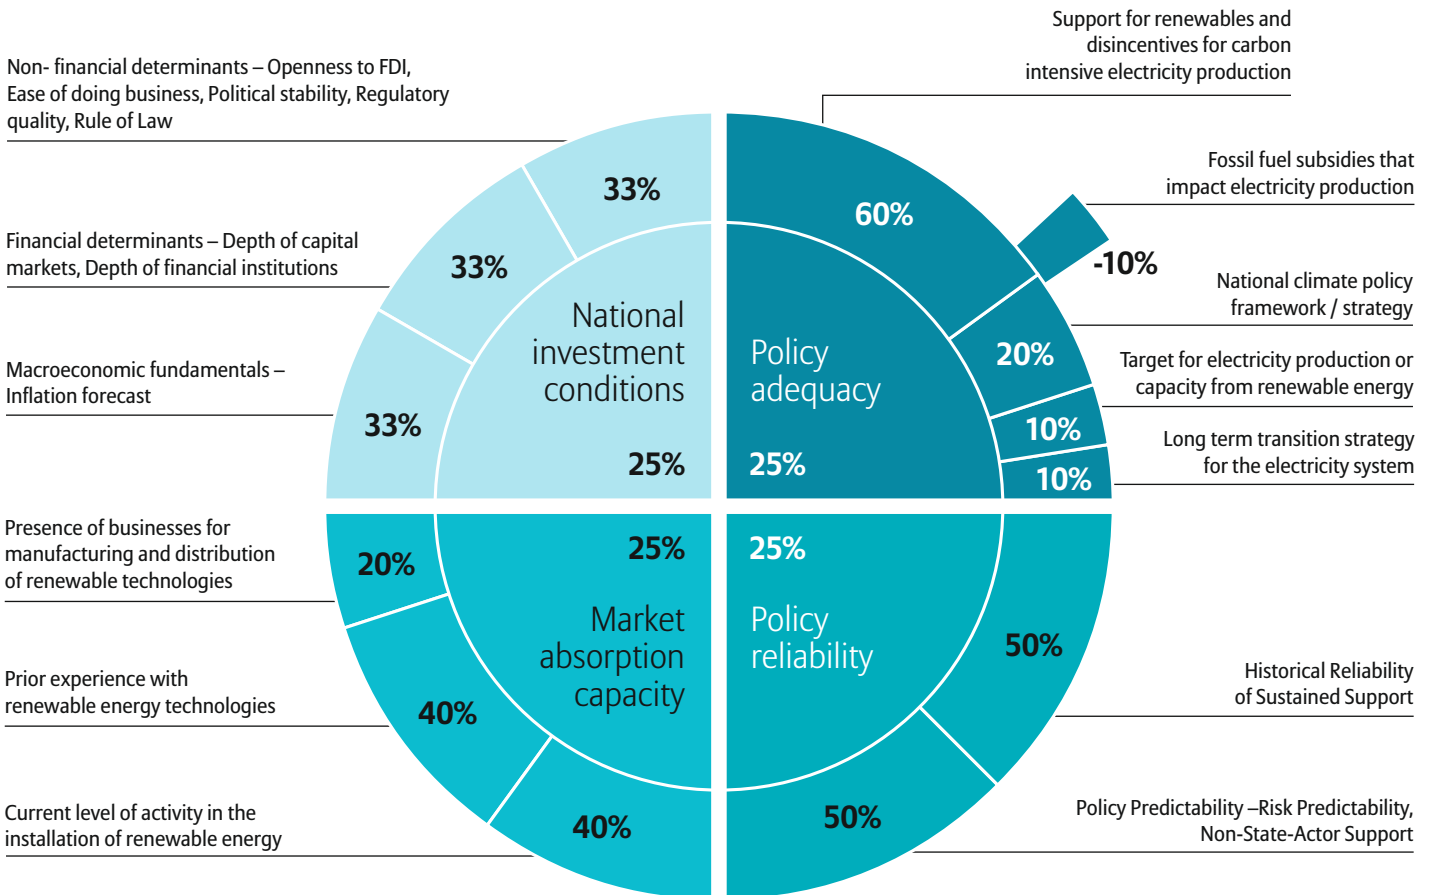 Support for renewables and
disincentives for carbon
intensive electricity production
Non- financial determinants – Openness to FDI,
Ease of doing business, Political stability, Regulatory
quality, Rule of Law
Fossil fuel subsidies that
impact electricity production
33%
60%
-10%
Financial determinants – Depth of capital
markets, Depth of financial institutions
33%
National climate policy
framework / strategy
National
investment
conditions
25%
Policy
adequacy
25%
20%
Target for electricity production or
capacity from renewable energy
10%
Macroeconomic fundamentals –
Inflation forecast
33%
Long term transition strategy
for the electricity system
10%
Presence of businesses for
manufacturing and distribution
of renewable technologies
20%
25%
Market
absorption
capacity
25%
Policy
reliability
50%
Historical Reliability
of Sustained Support
Prior experience with
renewable energy technologies
40%
Current level of activity in the
installation of renewable energy
40%
50%
Policy Predictability –Risk Predictability,
Non-State-Actor Support